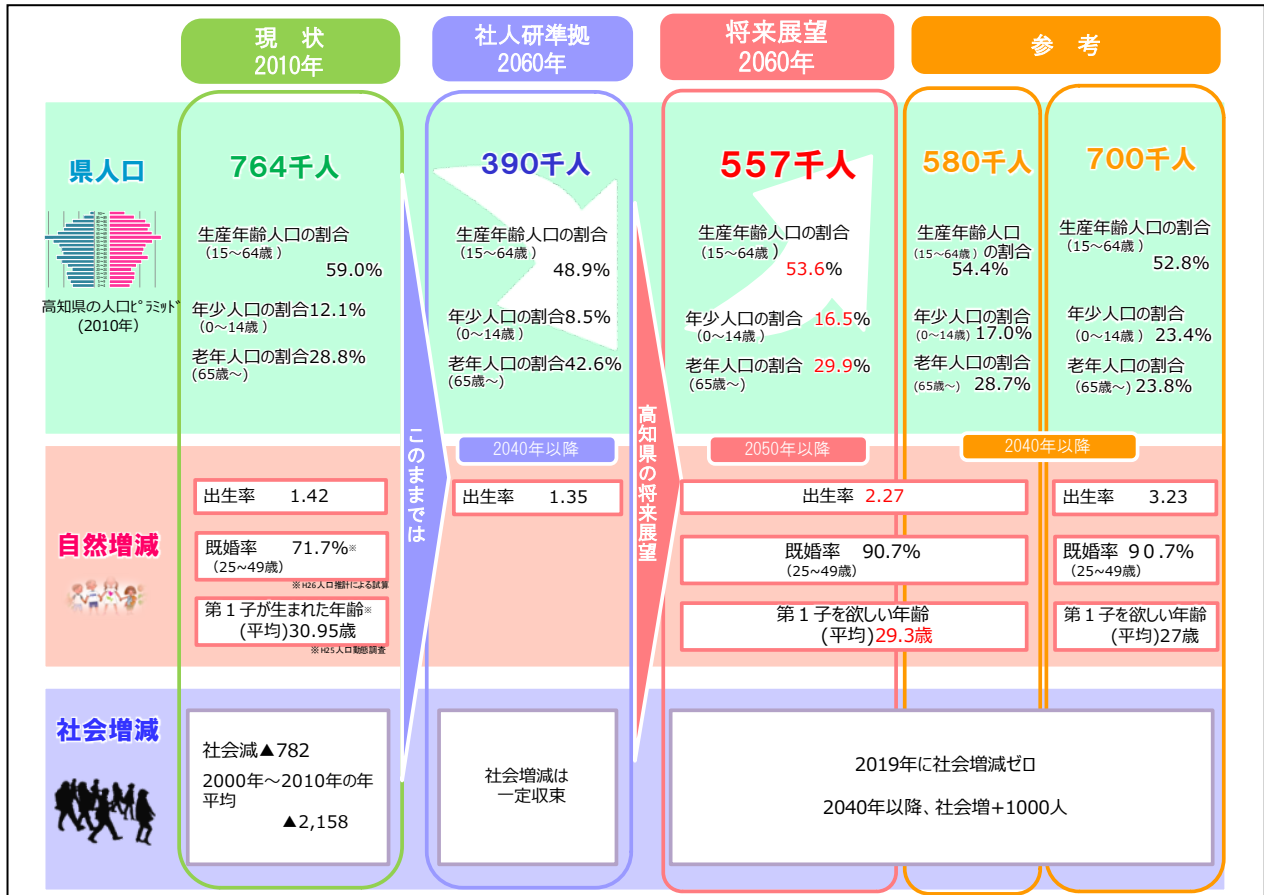 現　状
2010年
社人研準拠
2060年
将来展望
2060年
参　考
県人口
高知県の人口ピラミッド
(2010年)
764千人
生産年齢人口の割合
(15～64歳)
59.0%
年少人口の割合12.1%
(0～14歳)
老年人口の割合28.8%
(65歳～)
390千人
生産年齢人口の割合
(15～64歳)
48.9%
年少人口の割合8.5%
(0～14歳)
老年人口の割合42.6%
(65歳～)
557千人
生産年齢人口の割合
(15～64歳)
53.6%
年少人口の割合 16.5%
(0～14歳)
老年人口の割合 29.9%
(65歳～)
580千人
生産年齢人口
(15～64歳) の割合
54.4%
年少人口の割合
(0～14歳) 17.0%
老年人口の割合
(65歳～) 28.7%
700千人
生産年齢人口の割合
(15～64歳)
52.8%
年少人口の割合
(0～14歳) 23.4%
老年人口の割合
(65歳～) 23.8%
このままでは
高知県の将来展望
2040年以降
2050年以降
2040年以降
自然増減
出生率　1.42
既婚率　71.7%※
(25~49歳)
※H26人口推計による試算
第１子が生まれた年齢※
(平均)30.95歳
※H25人口動態調査
出生率　1.35
出生率 2.27
既婚率　90.7%
(25~49歳)
第１子を欲しい年齢
(平均)29.3歳
出生率　3.23
既婚率 ９０.7%
(25~49歳)
第１子を欲しい年齢
(平均)27歳
社会増減
社会減▲782
2000年～2010年の年
平均
▲2,158
社会増減は
一定収束
2019年に社会増減ゼロ
2040年以降、社会増+1000人